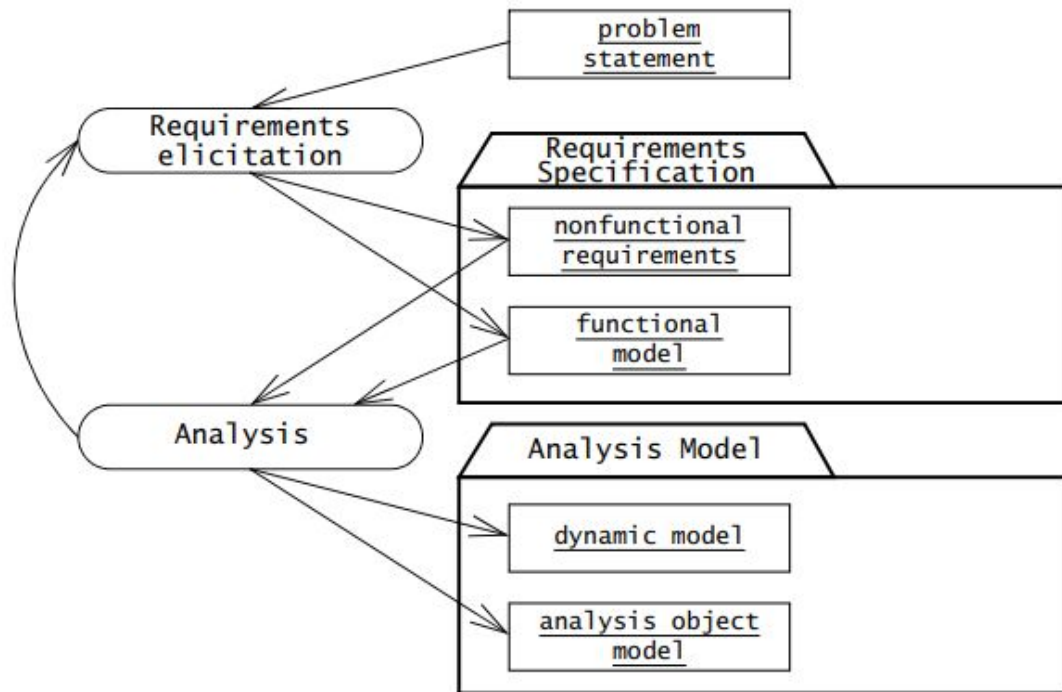 problem
statement
Requirements
elicitation
Requirements
Specification
nonfunctional
requirements
functional
model
Analysis
Analysis Model
dynamic model
analysis object
model